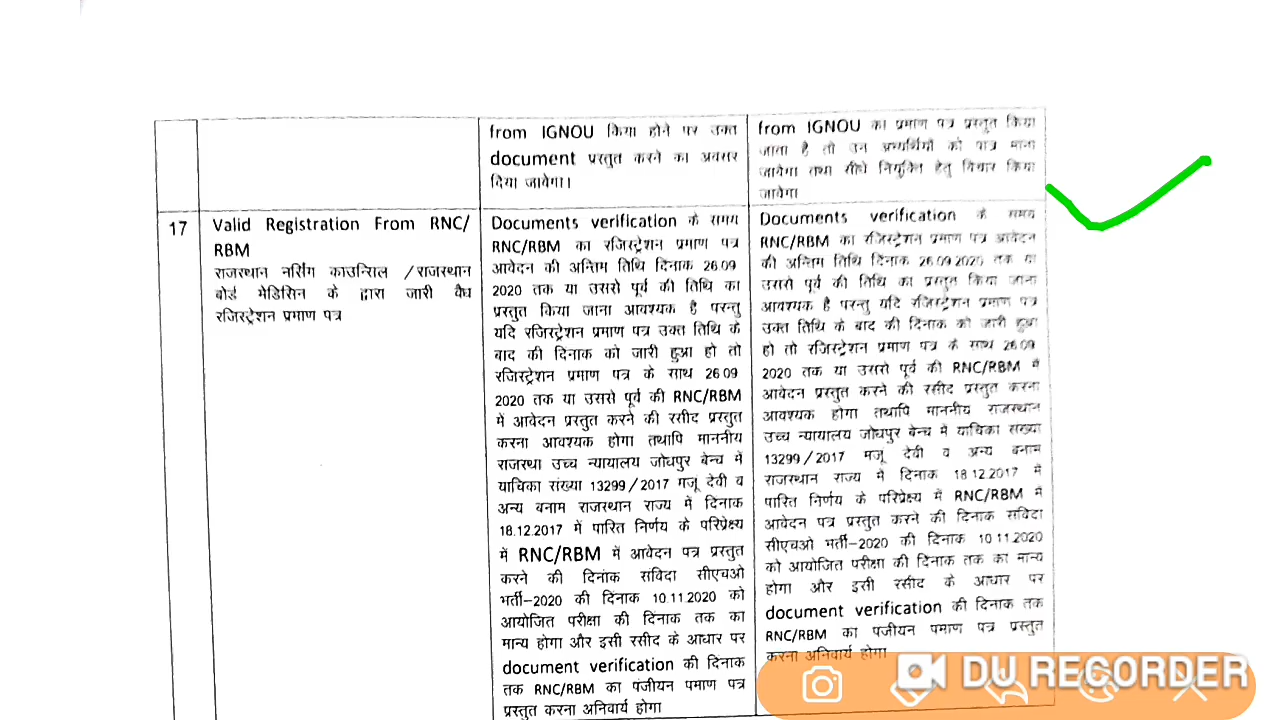 from IGNOU किया होने पर उक्त
document प्रस्तुत करने का अवसर
दिया जावेगा।
from IGNOU का प्रमाण पत्र प्रस्तुत किया
जाता है तो उन अभ्यर्थियों को पात्र माना
जावेगा तथा सीधे नियुक्ति हेतु विचार किया
जावेगा
17
Valid Registration From RNC/
RBM
राजस्थान नर्सिंग काउन्सिल /राजस्थान
बोर्ड मेडिसिन के द्वारा जारी वैध
रजिस्ट्रेशन प्रमाण पत्र
Documents verification के समय
RNC/RBM का रजिस्ट्रेशन प्रमाण पत्र
आवेदन की अन्तिम तिथि दिनांक 26.09
2020 तक या उससे पूर्व की तिथि का
प्रस्तुत किया जाना आवश्यक है परन्तु
यदि रजिस्ट्रेशन प्रमाण पत्र उक्त तिथि के
बाद की दिनांक को जारी हुआ हो तो
रजिस्ट्रेशन प्रमाण पत्र के साथ 26.09
2020 तक या उससे पूर्व की RNC/RBM
में आवेदन प्रस्तुत करने की रसीद प्रस्तुत
करना आवश्यक होगा तथापि माननीय
राजस्था उच्च न्यायालय जोधपुर बेन्च में
याचिका संख्या 13299/2017 मजू देवी व
अन्य बनाम राजस्थान राज्य में दिनांक
18.12.2017 में पारित निर्णय के परिप्रेक्ष्य
में RNC/RBM में आवेदन पत्र प्रस्तुत
करने की दिनांक संविदा सीएचओ
भर्ती-2020 की दिनांक 10.11.2020 को
आयोजित परीक्षा की दिनांक तक का
मान्य होगा और इसी रसीद के आधार पर
document verification की दिनांक
तक RNC/RBM का पंजीयन पमाण पत्र
प्रस्तुत करना अनिवार्य होगा
Documents verification के समय
RNC/RBM का रजिस्ट्रेशन प्रमाण पत्र आवेदन
की अन्तिम तिथि दिनांक 26.09.2020 तक या
उससे पूर्व की तिथि का प्रस्तुत किया जाना
आवश्यक है परन्तु यदि रजिस्ट्रेशन प्रमाण पत्र
उक्त तिथि के बाद की दिनांक को जारी हुआ
हो तो रजिस्ट्रेशन प्रमाण पत्र के साथ 26.09
2020 तक या उससे पूर्व की RNC/RBM में
आवेदन प्रस्तुत करने की रसीद प्रस्तुत करना
आवश्यक होगा तथापि माननीय राजस्थान
उच्च न्यायालय जोधपुर बेन्च में याचिका संख्या
13299/2017 मजू देवी व अन्य बनाम
राजस्थान राज्य में दिनांक 18.12.2017 में
पारित निर्णय के परिप्रेक्ष्य में RNC/RBM में
आवेदन पत्र प्रस्तुत करने की दिनांक संविदा
सीएचओ भर्ती-2020 की दिनांक 10.11.2020
को आयोजित परीक्षा की दिनांक तक का मान्य
होगा और इसी रसीद के आधार पर
document verification की दिनांक तक
RNC/RBM का पंजीयन पमाण पत्र प्रस्तुत
करना अनिवार्य होगा
DU RECORDER